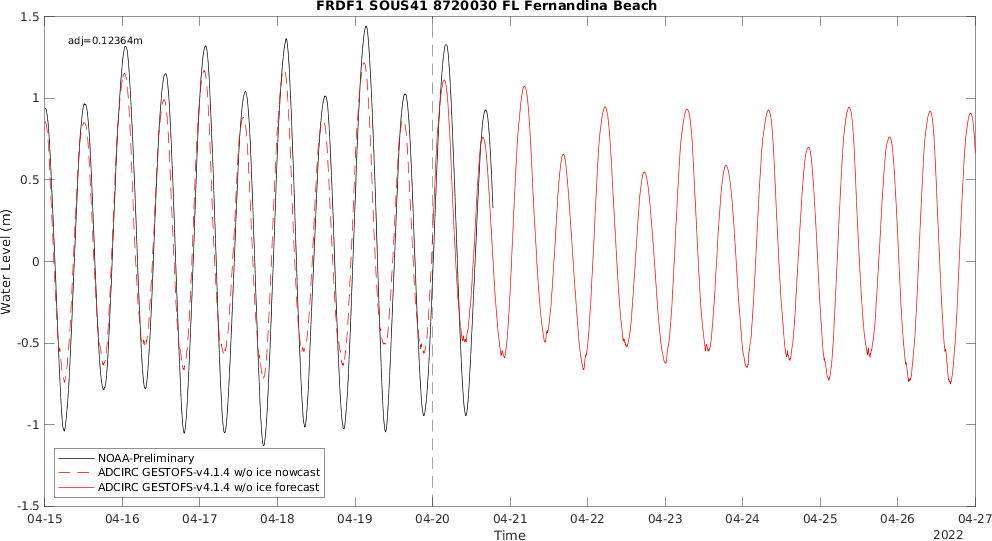 FRDF1 SOUS41 8720030 FL Fernandina Beach
adj=0.12364m
1.5
1
0.5
0
-0.5
-1
-1.5
Water Level (m)
NOAA-Preliminary
ADCIRC GESTOFS-v4.1.4 w/o ice nowcast
ADCIRC GESTOFS-v4.1.4 w/o ice forecast
04-15 04-16 04-17 04-18 04-19 04-20 04-21 04-22 04-23 04-24 04-25 04-26 04-27
Time
2022